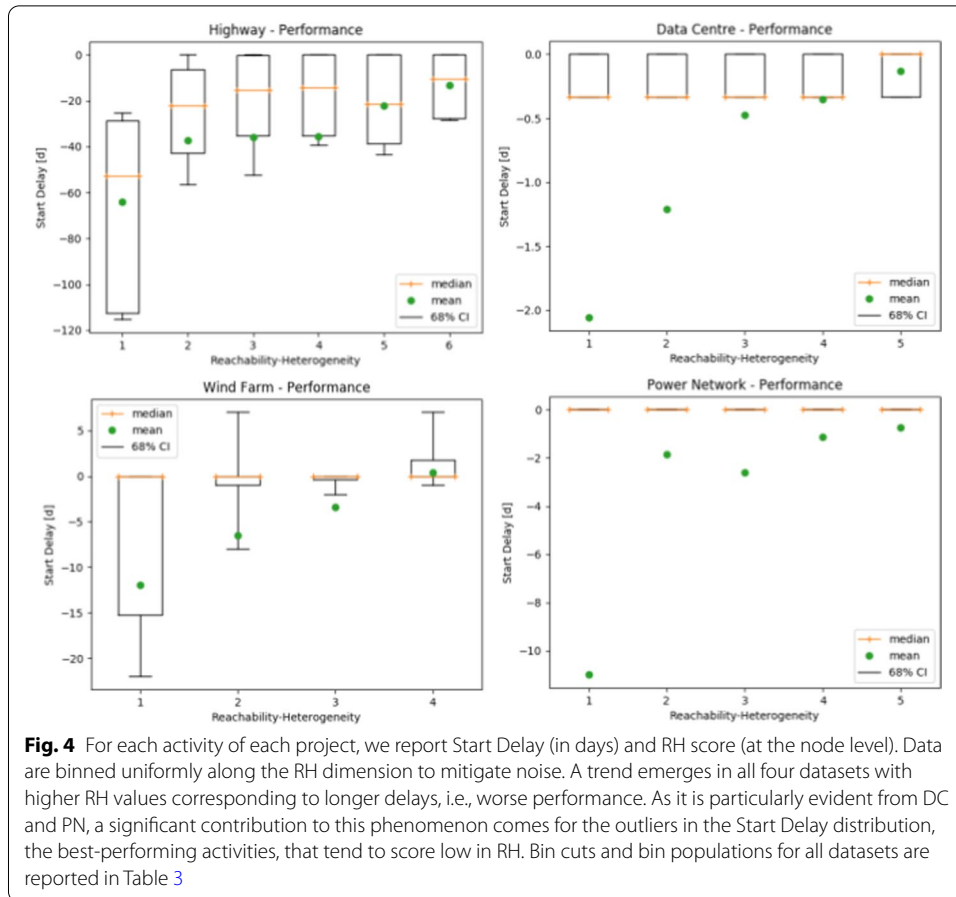 Highway - Performance
0
−20
−40
−60
−80
−100
−120
Start Delay [d]
median
mean
68% CI
1 2 3 4 5 6
Reachability-Heterogeneity
Data Centre - Performance
0.0
−0.5
−1.0
−1.5
−2.0
Start Delay [d]
median
mean
68% CI
1 2 3 4 5
Reachability-Heterogeneity
Wind Farm - Performance
median
mean
68% CI
5
0
−5
−10
−15
−20
Start Delay [d]
1 2 3 4
Reachability-Heterogeneity
Power Network - Performance
0
−2
−4
−6
−8
−10
Start Delay [d]
median
mean
68% CI
1 2 3 4 5
Reachability-Heterogeneity
Fig. 4 For each activity of each project, we report Start Delay (in days) and RH score (at the node level). Data
are binned uniformly along the RH dimension to mitigate noise. A trend emerges in all four datasets with
higher RH values corresponding to longer delays, i.e., worse performance. As it is particularly evident from DC
and PN, a significant contribution to this phenomenon comes for the outliers in the Start Delay distribution,
the best-performing activities, that tend to score low in RH. Bin cuts and bin populations for all datasets are
reported in Table 3